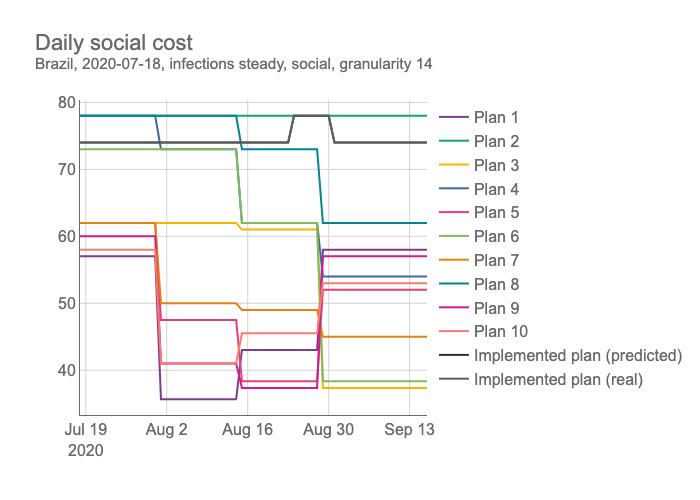 Daily social cost
Brazil, 2020-07-18, infections steady, social, granularity 14
80
70
60
50
40
Jul 19
2020
Aug 2
Aug 16
Aug 30
Sep 13
Plan 1
Plan 2
Plan 3
Plan 4
Plan 5
Plan 6
Plan 7
Plan 8
Plan 9
Plan 10
Implemented plan (predicted)
Implemented plan (real)